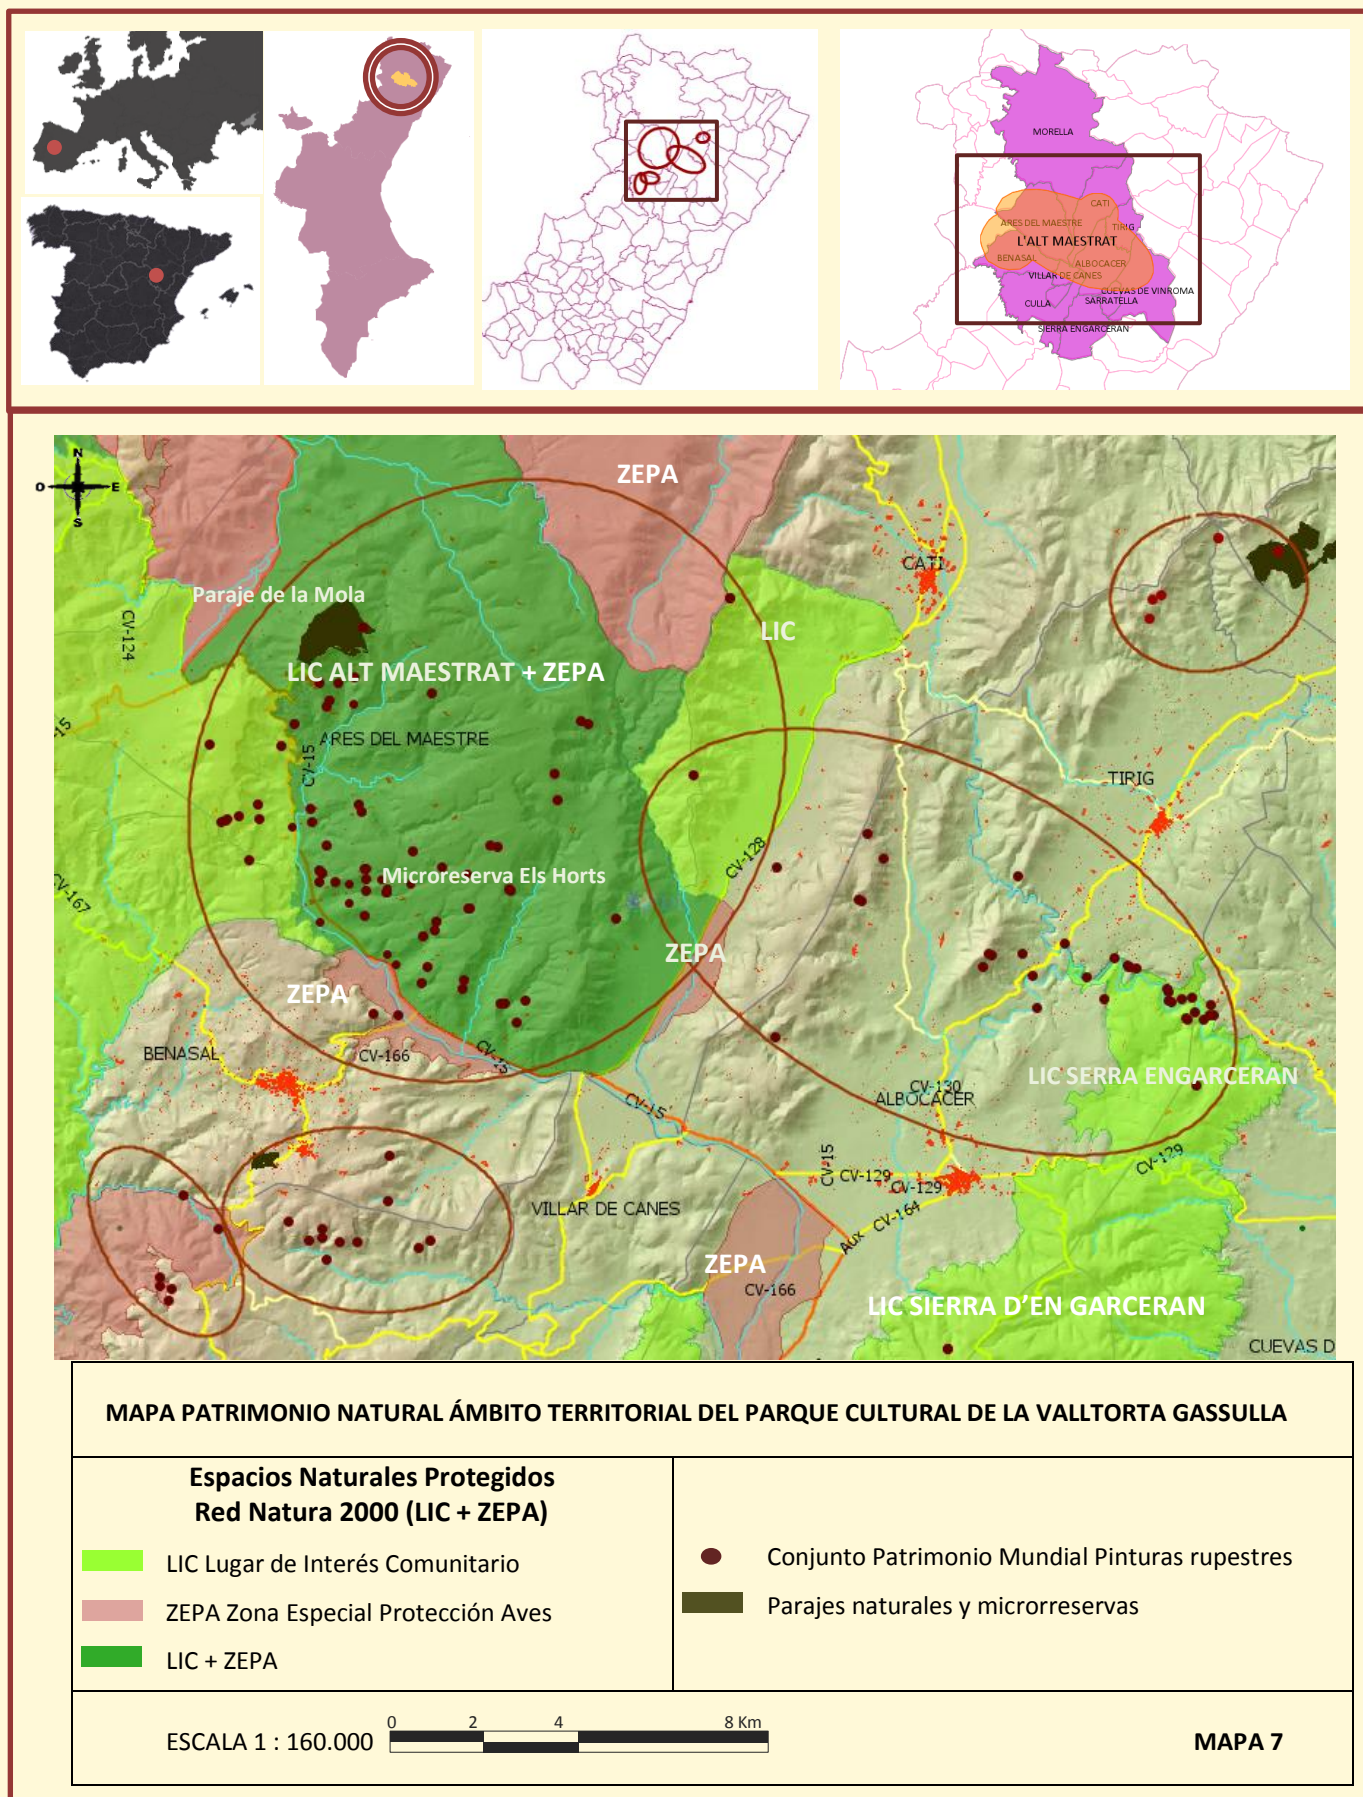 MORELLA
CATI
ARES DEL MAESTRE
TIRIG
L'ALT MAESTRAT
BENASAL
ALBOCACER
VILLAR DE CANES
CUEVAS DE VINROMA
CULLA
SARRATELLA
SIERRA ENGARCERAN
N
O
E
S
ZEPA
CATI
Paraje de la Mola
CV-124
LIC
LIC ALT MAESTRAT + ZEPA
ARES DEL MAESTRE
CV-15
-15
TIRIG
CV-128
CV-167
Microreserva Els Horts
ZEPA
ZEPA
BENASAL
CV-166
CV-15
CV-15
LIC SERRA ENGARCERAN
CV-130
ALBOCACER
CV-15
CV-129
CV-129
CV-129
VILLAR DE CANES
Aux
CV-164
ZEPA
CV-166
LIC SIERRA D'EN GARCERAN
CUEVAS D
MAPA PATRIMONIO NATURAL ÁMBITO TERRITORIAL DEL PARQUE CULTURAL DE LA VALLTORTA GASSULLA
Espacios Naturales Protegidos
Red Natura 2000 (LIC + ZEPA)
LIC Lugar de Interés Comunitario
ZEPA Zona Especial Protección Aves
LIC + ZEPA
Conjunto Patrimonio Mundial Pinturas rupestres
Parajes naturales y microrreservas
ESCALA 1 : 160.000
0 2 4 8 Km
MAPA 7